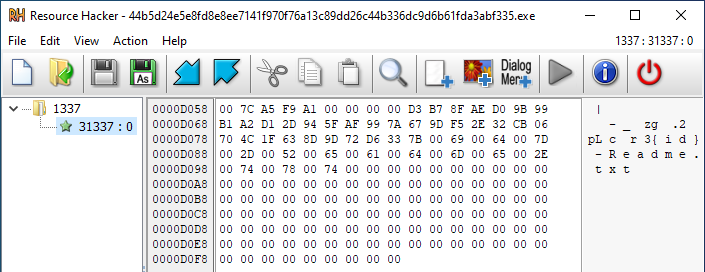 Resource Hacker - 44b5d24e5e8fd8e8ee7141f970f76a13c89dd26c44b336dc9d6b61fda3abf335.exe
File Edit View Action Help 1337 : 31337 : 0
As Dialog
Menu
1337
31337 : 0
0000D058 00 7C A5 F9 A1 00 00 00 00 D3 B7 8F AE D0 9B 99 |
0000D068 B1 A2 D1 2D 94 5F AF 99 7A 67 9D F5 2E 32 CB 06 - _ zg .2
0000D078 70 4C 1F 63 8D 9D 72 D6 33 7B 00 69 00 64 00 7D pL c r 3{ i d }
0000D088 00 2D 00 52 00 65 00 61 00 64 00 6D 00 65 00 2E - R e a d m e .
0000D098 00 74 00 78 00 74 00 00 00 00 00 00 00 00 00 00 t x t
0000D0A8 00 00 00 00 00 00 00 00 00 00 00 00 00 00 00 00
0000D0B8 00 00 00 00 00 00 00 00 00 00 00 00 00 00 00 00
0000D0C8 00 00 00 00 00 00 00 00 00 00 00 00 00 00 00 00
0000D0D8 00 00 00 00 00 00 00 00 00 00 00 00 00 00 00 00
0000D0E8 00 00 00 00 00 00 00 00 00 00 00 00 00 00 00 00
0000D0F8 00 00 00 00 00 00 00 00 00 00